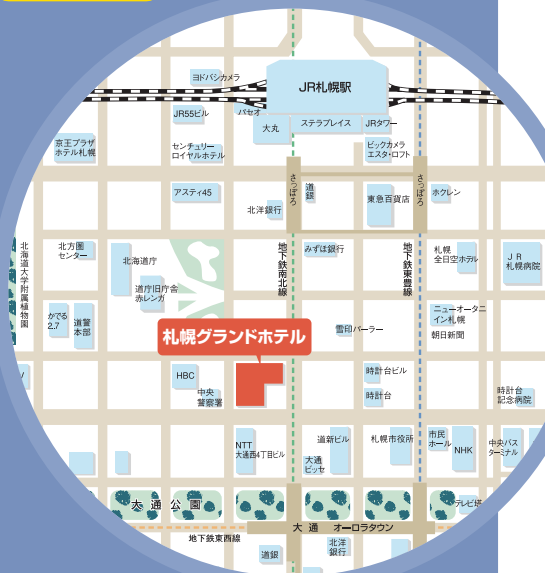 ヨドバシカメラ
JR札幌駅
JR55ビル
パセオ
大丸
ステラプレイス
JRタワー
京王プラザ
ホテル札幌
センチュリー
ロイヤルホテル
ビックカメラ
エスタ・ロフト
アスティ45
北洋銀行
さっぽろ
道銀
東急百貨店
さっぽろ
ホクレン
北海道大学附属植物園
北方圏
センター
北海道庁
道庁旧庁舎
赤レンガ
地下鉄南北線
みずほ銀行
地下鉄東豊線
札幌
全日空ホテル
JR
札幌病院
かでる
2.7
道警
本部
札幌グランドホテル
雪印パーラー
ニューオータニ
イン札幌
朝日新聞
HBC
中央
警察署
時計台ビル
時計台
時計台
記念病院
NTT
大通西4丁目ビル
道新ビル
大通
ビッセ
札幌市役所
市民
ホール
NHK
中央バス
ターミナル
大通公園
テレビ塔
地下鉄東西線
大通 オーロラタウン
道銀
北洋
銀行